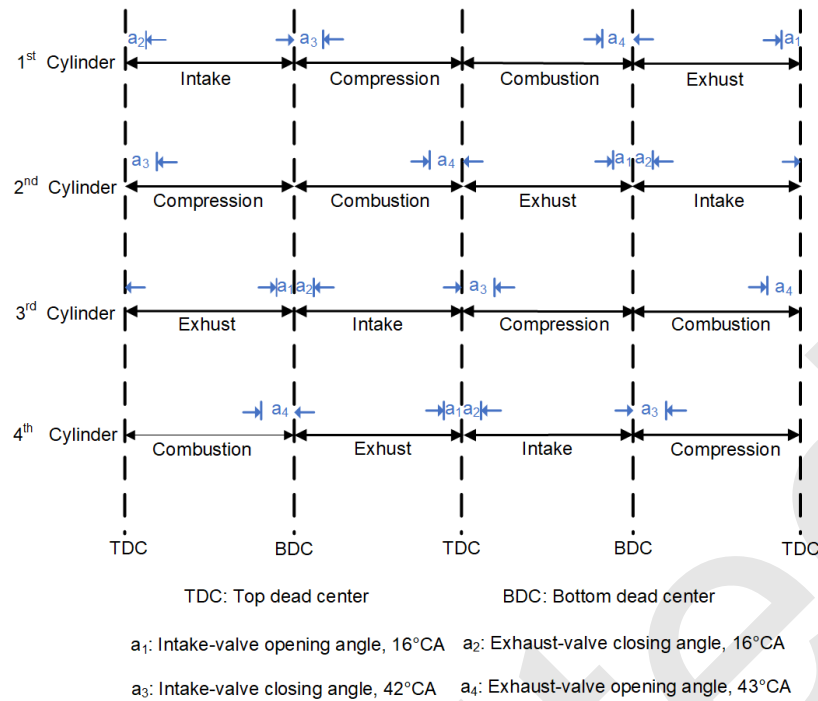 a₂ a₃ a₄ a₁
1st Cylinder
Intake Compression Combustion Exhust
a₃ a₄ a₁ a₂
2nd Cylinder
Compression Combustion Exhust Intake
a₁ a₂ a₃ a₄
3rd Cylinder
Exhust Intake Compression Combustion
a₄ a₁ a₂ a₃
4th Cylinder
Combustion Exhust Intake Compression
TDC BDC TDC BDC TDC
TDC: Top dead center BDC: Bottom dead center
a₁: Intake-valve opening angle, 16°CA a₂: Exhaust-valve closing angle, 16°CA
a₃: Intake-valve closing angle, 42°CA a₄: Exhaust-valve opening angle, 43°CA